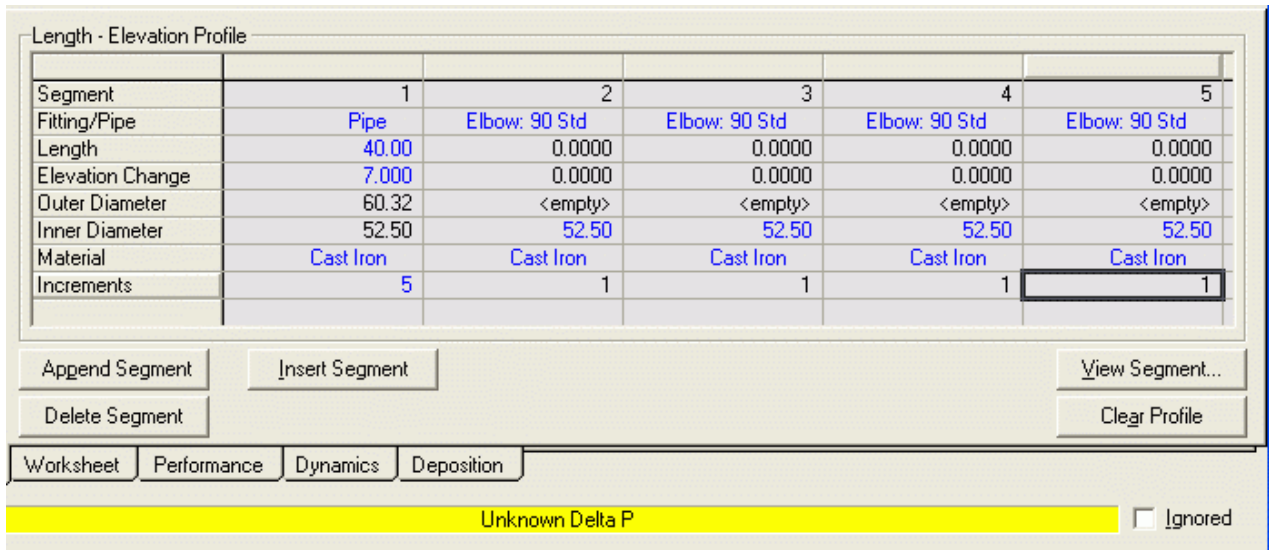 Length - Elevation Profile
Segment 1 2 3 4 5
Fitting/Pipe Pipe Elbow: 90 Std Elbow: 90 Std Elbow: 90 Std Elbow: 90 Std
Length 40.00 0.0000 0.0000 0.0000 0.0000
Elevation Change 7.000 0.0000 0.0000 0.0000 0.0000
Outer Diameter 60.32 <empty> <empty> <empty> <empty>
Inner Diameter 52.50 52.50 52.50 52.50 52.50
Material Cast Iron Cast Iron Cast Iron Cast Iron Cast Iron
Increments 5 1 1 1 1
Append Segment Insert Segment View Segment...
Delete Segment Clear Profile
Worksheet Performance Dynamics Deposition
Unknown Delta P Ignored